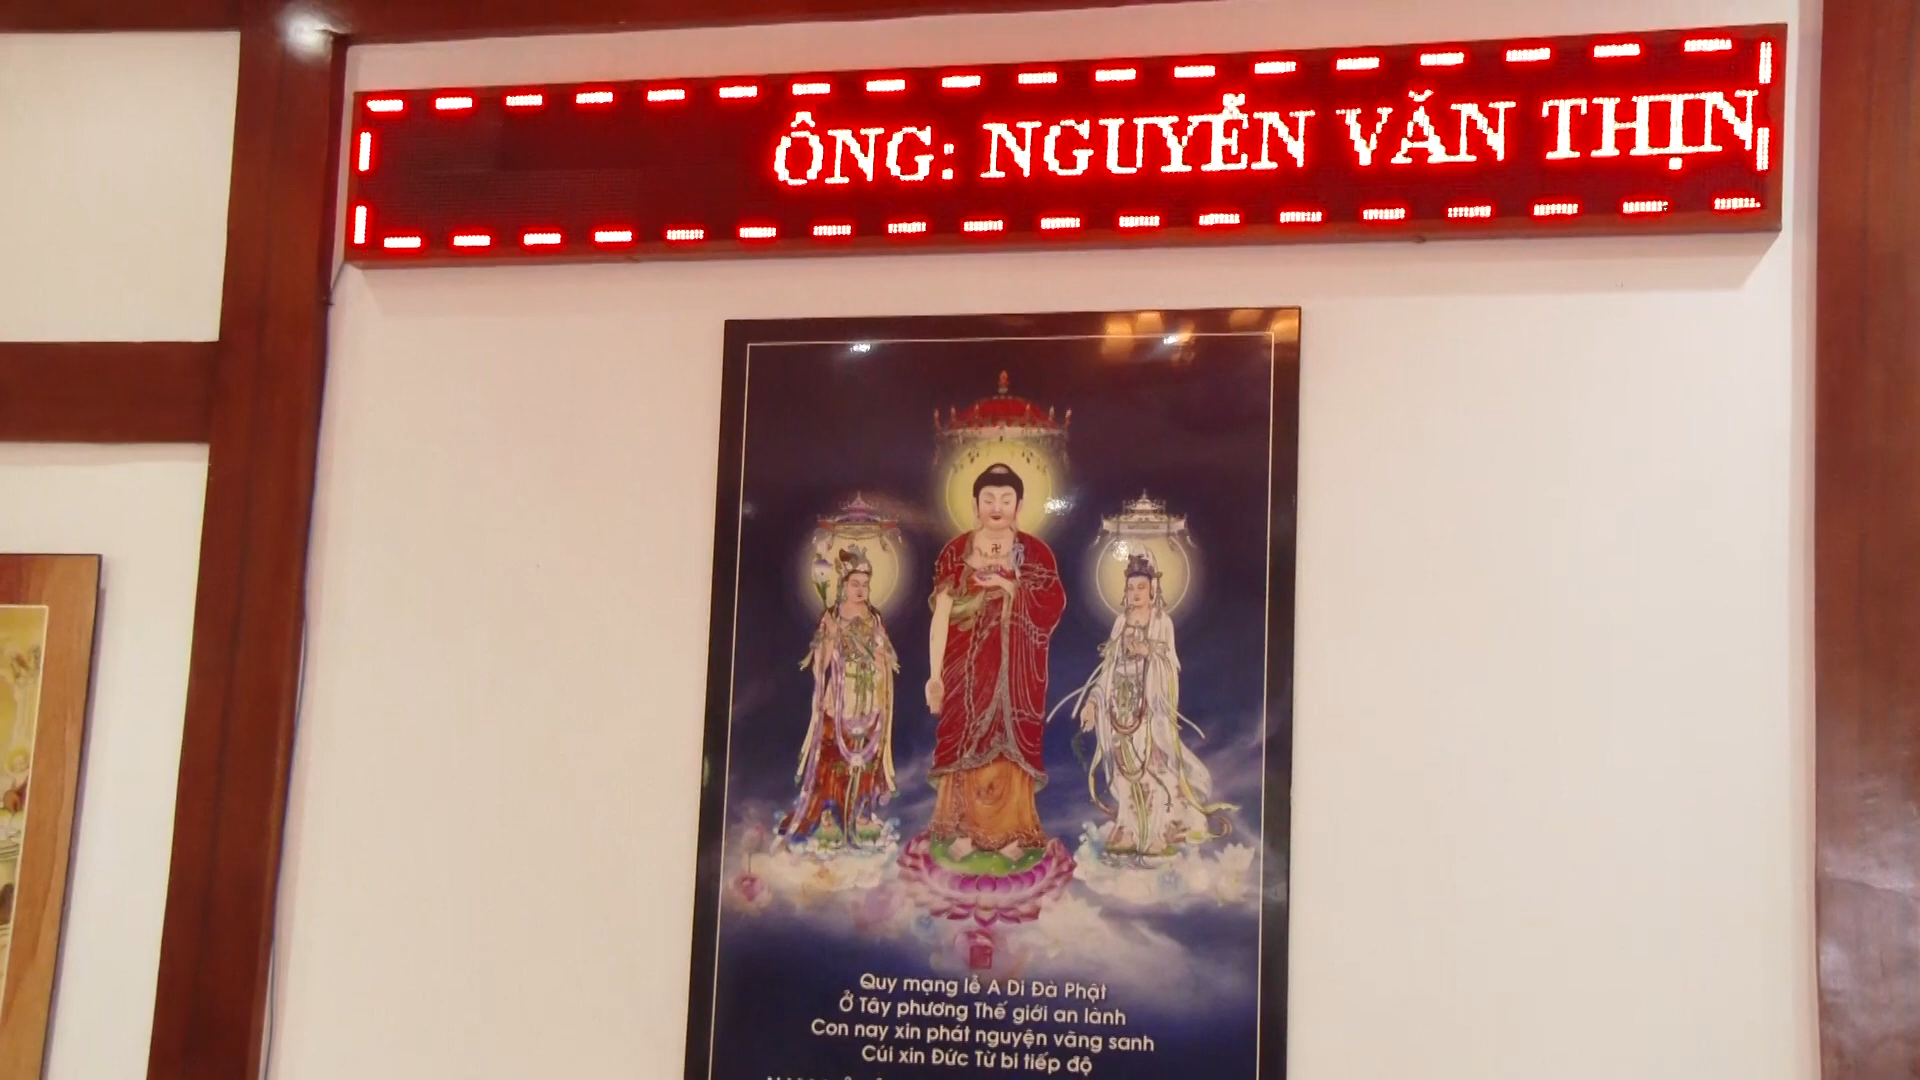 ÔNG: NGUYỄN VĂN THỊN
Quy mạng lễ A Di Đà Phật
Ở Tây phương Thế giới an lành
Con nay xin phát nguyện vãng sanh
Cúi xin Đức Từ bi tiếp độ